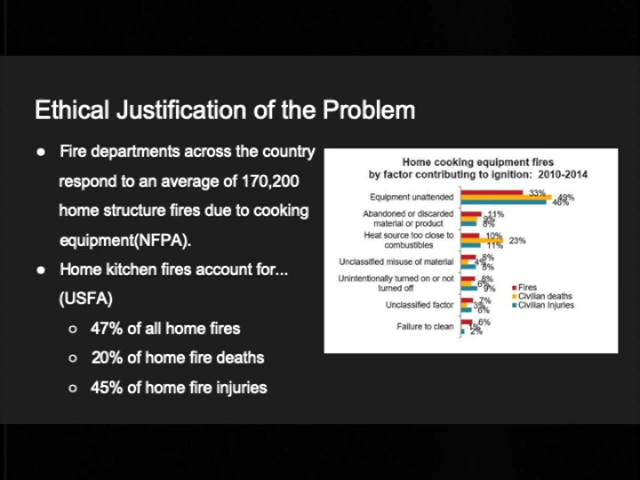 Ethical Justification of the Problem
● Fire departments across the country
respond to an average of 170,200
home structure fires due to cooking
equipment(NFPA).
● Home kitchen fires account for...
(USFA)
○ 47% of all home fires
○ 20% of home fire deaths
○ 45% of home fire injuries
Home cooking equipment fires
by factor contributing to ignition: 2010-2014
Equipment unattended 33% 49% 46%
Abandoned or discarded
material or product 11% 9% 8%
Heat source too close to
combustibles 10% 23% 11%
Unclassified misuse of material 8% 4% 8%
Unintentionally turned on or not
turned off 8% 6% 9%
Unclassified factor 7% 3% 6%
Failure to clean 6% 1% 2%
Fires
Civilian deaths
Civilian Injuries